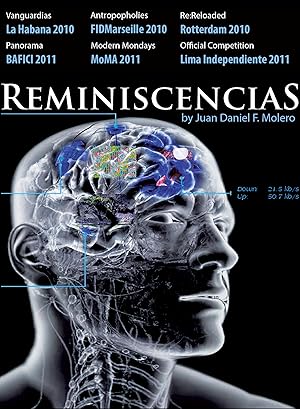 Vanguardias Antropopholies Re:Reloaded
La Habana 2010 FIDMarseille 2010 Rotterdam 2010
Panorama Modern Mondays Official Competition
BAFICI 2011 MoMA 2011 Lima Independiente 2011
REMINISCENCIAS
by Juan Daniel F. Molero
Down: 21.5 kb/s
Up: 50.7 kb/s